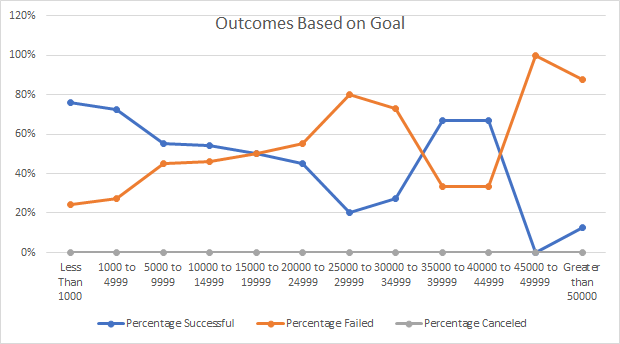 Outcomes Based on Goal
120%
100%
80%
60%
40%
20%
0%
Less Than 1000
1000 to 4999
5000 to 9999
10000 to 14999
15000 to 19999
20000 to 24999
25000 to 29999
30000 to 34999
35000 to 39999
40000 to 44999
45000 to 49999
Greater than 50000
Percentage Successful
Percentage Failed
Percentage Canceled